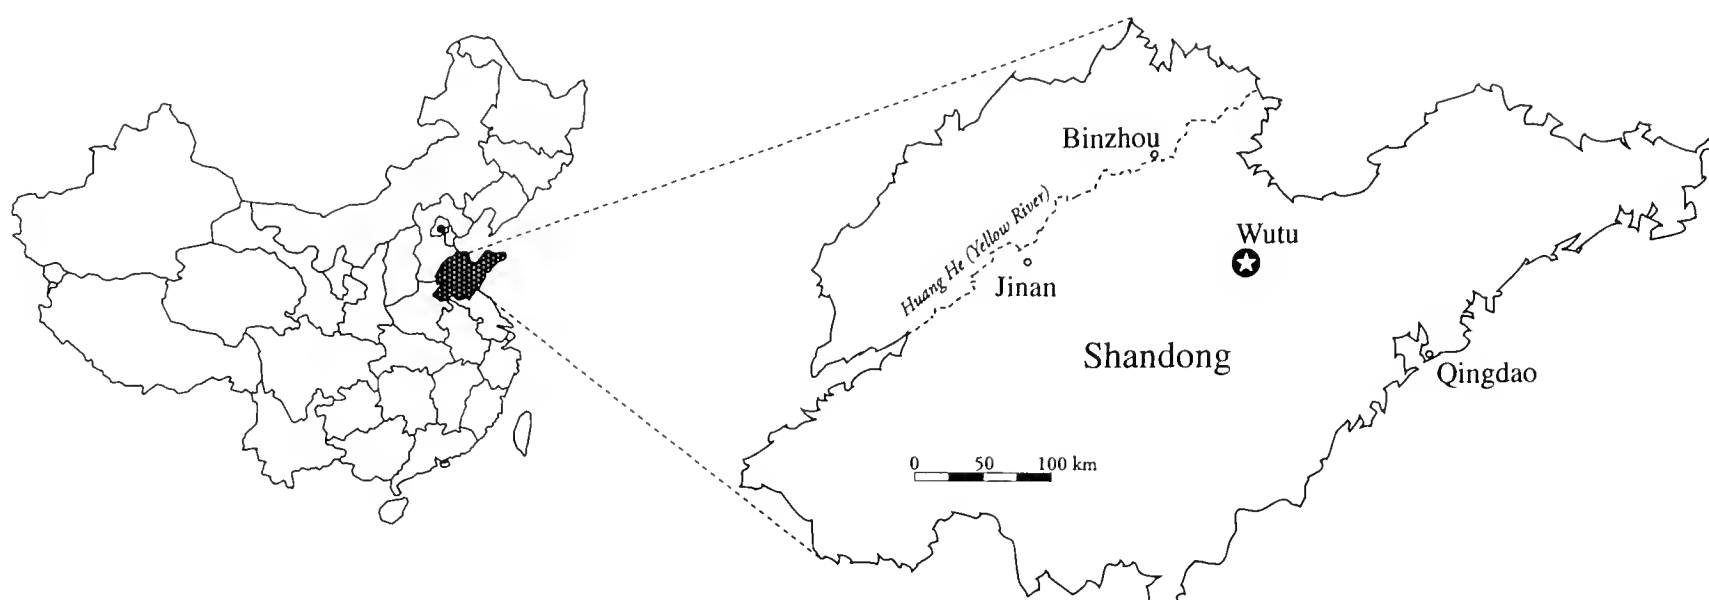 Binzhou
Huang He (Yellow River)
Wutu
Jinan
Shandong
Qingdao
0 50 100 km